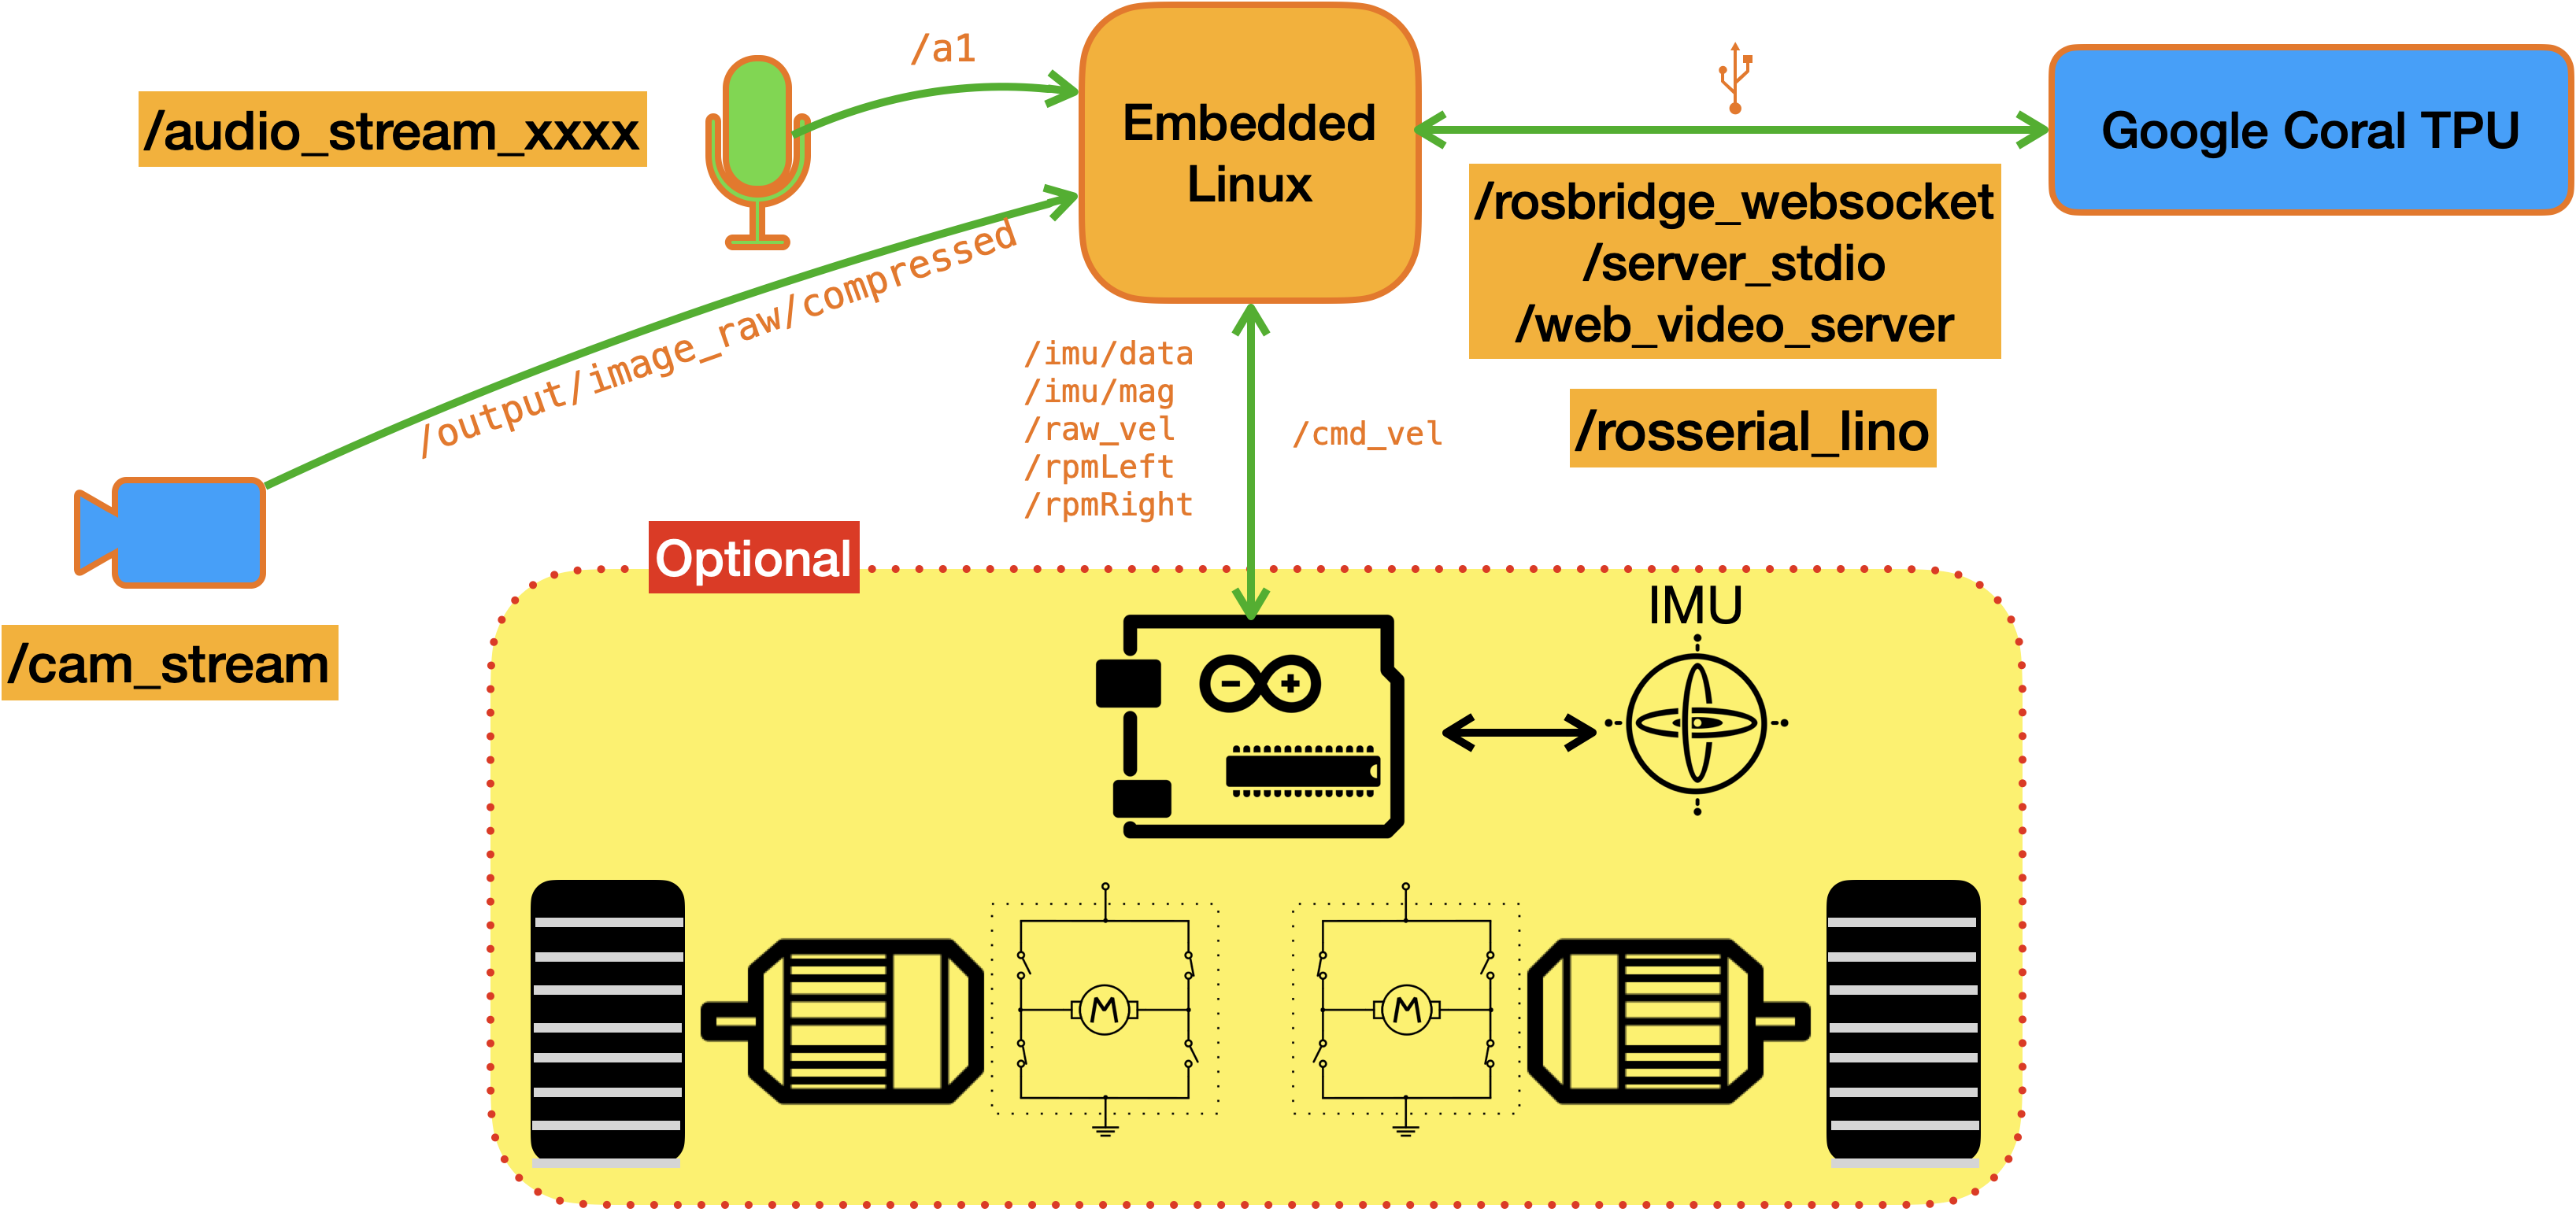 /a1
/audio_stream_xxxx
Embedded
Linux
Google Coral TPU
/rosbridge_websocket
/server_stdio
/web_video_server
/output/image_raw/compressed
/imu/data
/imu/mag
/raw_vel
/rpmLeft
/rpmRight
/cmd_vel
/rosserial_lino
/cam_stream
Optional
IMU
M
M